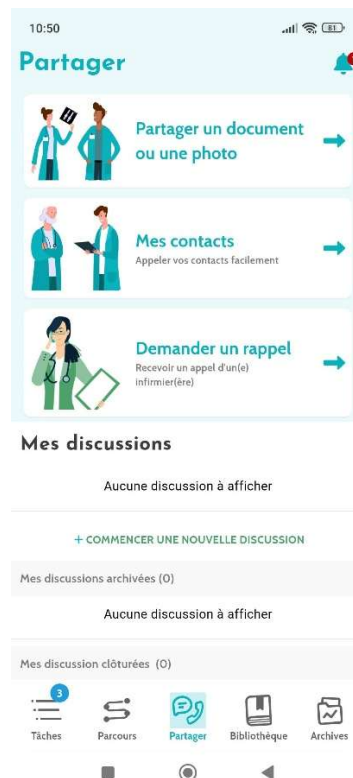 10:50
81
Partager
Partager un document
ou une photo
Mes contacts
Appeler vos contacts facilement
Demander un rappel
Recevoir un appel d'un(e)
infirmier(ère)
Mes discussions
Aucune discussion à afficher
+ COMMENCER UNE NOUVELLE DISCUSSION
Mes discussions archivées (0)
Aucune discussion à afficher
Mes discussion clôturées (0)
3
Tâches
Parcours
Partager
Bibliothèque
Archives